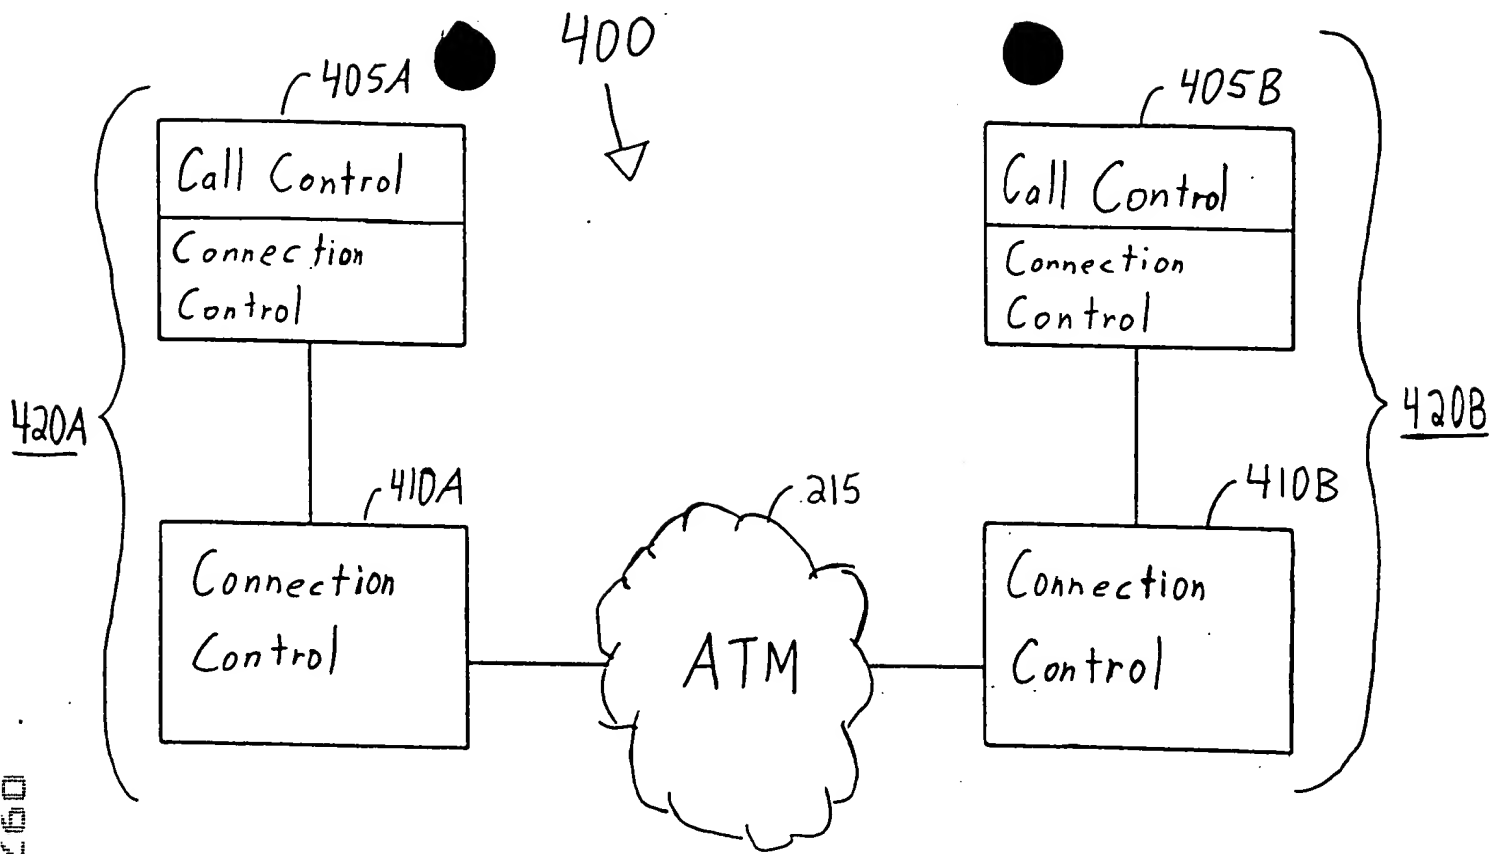 400
405A
405B
Call Control
Connection
Control
Call Control
Connection
Control
420A
420B
410A
215
410B
Connection
Control
ATM
Connection
Control